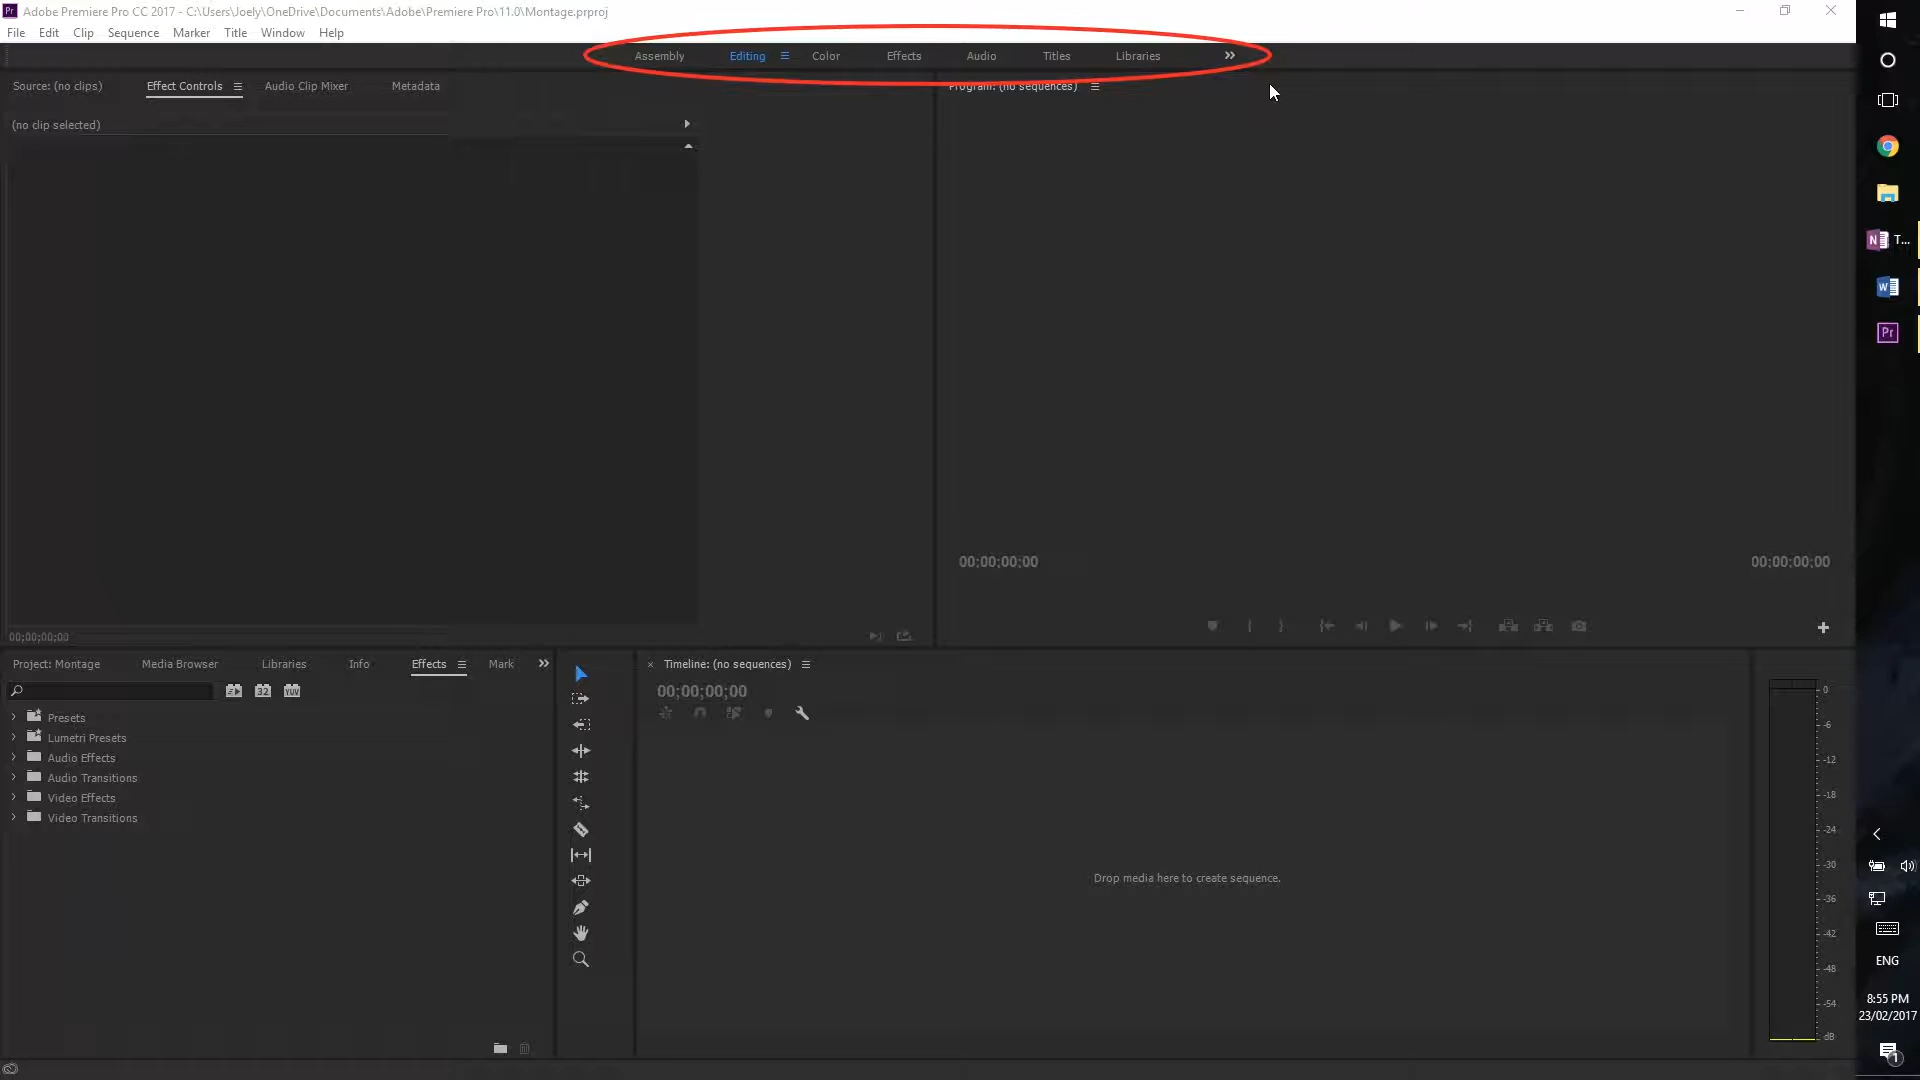 Pr Adobe Premiere Pro CC 2017 - C:\Users\Joely\OneDrive\Documents\Adobe\Premiere Pro\11.0\Montage.prproj
File Edit Clip Sequence Marker Title Window Help
Assembly Editing Color Effects Audio Titles Libraries
Source: (no clips) Effect Controls Audio Clip Mixer Metadata
Program: (no sequences)
(no clip selected)
N T...
W
Pr
00;00;00;00 00;00;00;00
00;00;00;00
Project: Montage Media Browser Libraries Info Effects Mark
Timeline: (no sequences)
32 YUV
00;00;00;00
Presets
Lumetri Presets
Audio Effects
Audio Transitions
Video Effects
Video Transitions
Drop media here to create sequence.
0
-6
-12
-18
-24
-30
-36
-42
-48
-54
dB
ENG
8:55 PM
23/02/2017
1